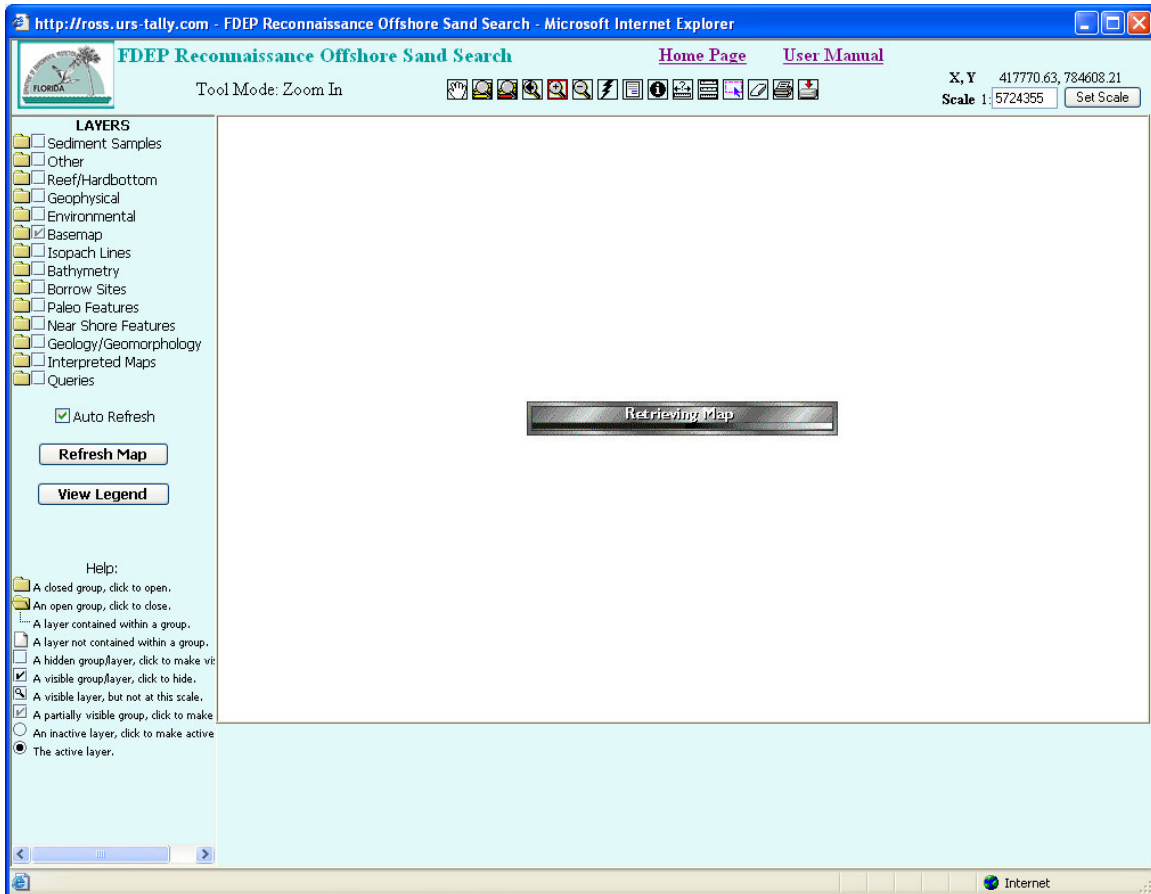 http://ross.urs-tally.com - FDEP Reconnaissance Offshore Sand Search - Microsoft Internet Explorer
FDEP Reconnaissance Offshore Sand Search Home Page User Manual
FLORIDA
Tool Mode: Zoom In
X, Y 417770.63, 784608.21
Scale 1: 5724355 Set Scale
LAYERS
Sediment Samples
Other
Reef/Hardbottom
Geophysical
Environmental
Basemap
Isopach Lines
Bathymetry
Borrow Sites
Paleo Features
Near Shore Features
Geology/Geomorphology
Interpreted Maps
Queries
Auto Refresh
Refresh Map
View Legend
Retrieving Map
Help:
A closed group, click to open.
An open group, click to close.
A layer contained within a group.
A layer not contained within a group.
A hidden group/layer, click to make
A visible group/layer, click to hide.
A visible layer, but not at this scale.
A partially visible group, click to make
An inactive layer, click to make active
The active layer.
Internet